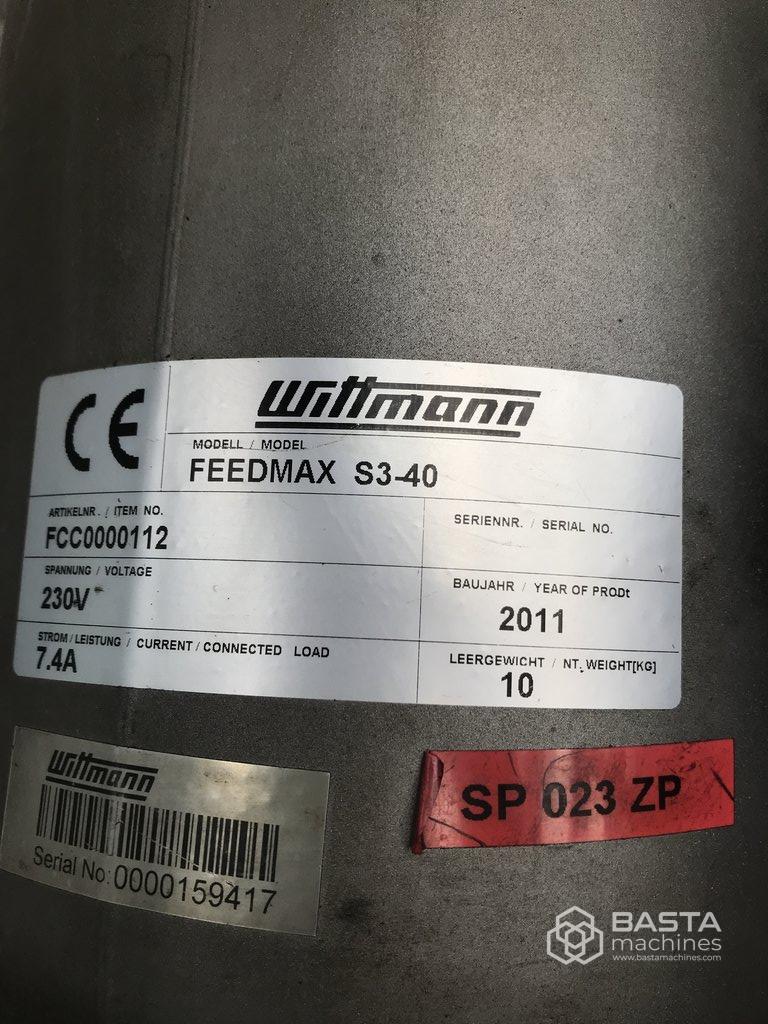 CE
Wittmann
MODELL / MODEL
FEEDMAX S3-40
ARTIKELNR. / ITEM NO.
FCC0000112
SERIENNR. / SERIAL NO.
SPANNUNG / VOLTAGE
230V
BAUJAHR / YEAR OF PRODt
2011
STROM/LEISTUNG / CURRENT/CONNECTED LOAD
7.4A
LEERGEWICHT / NT. WEIGHT[KG]
10
Wittmann
Serial No:0000159417
SP 023 ZP
BASTA
machines
www.bastamachines.com